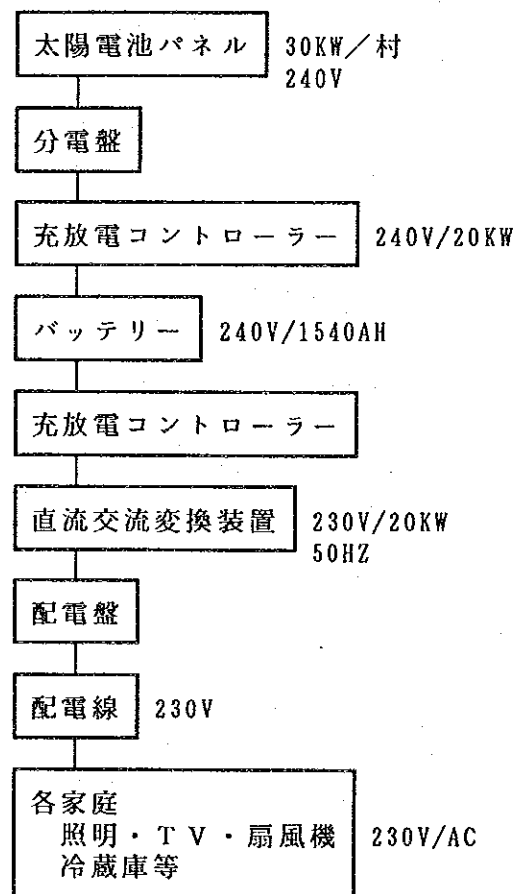 太陽電池パネル 30KW／村
240V
分電盤
充放電コントローラー 240V/20KW
バッテリー 240V/1540AH
充放電コントローラー
直流交流変換装置 230V/20KW
50HZ
配電盤
配電線 230V
各家庭
照明・ＴＶ・扇風機 230V/AC
冷蔵庫等